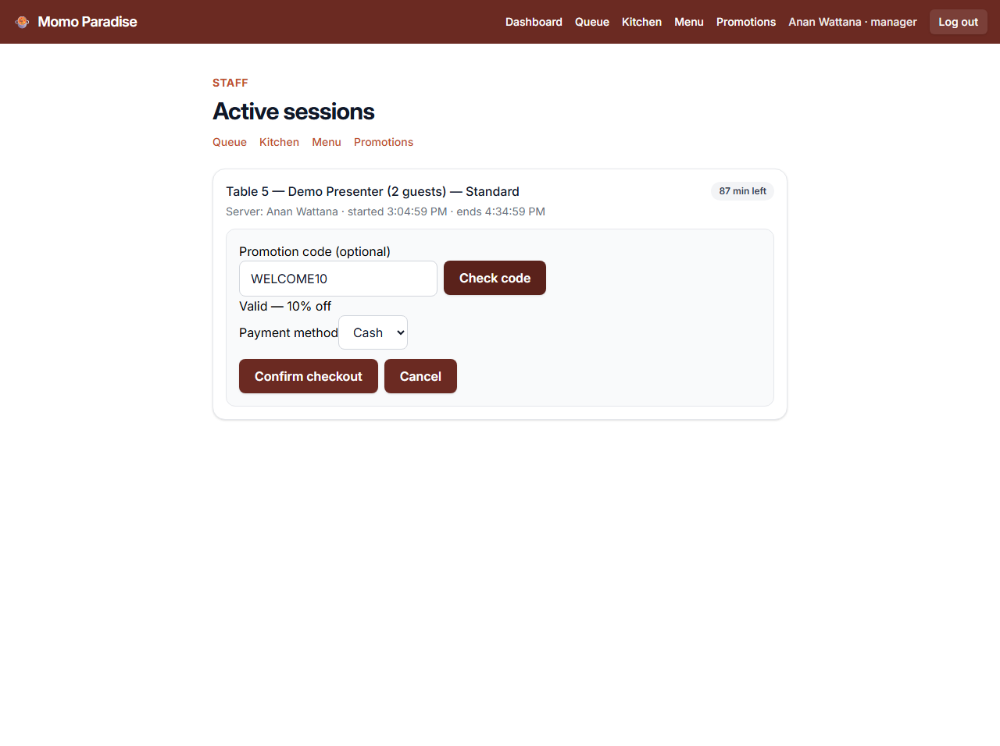 Momo Paradise
Dashboard Queue Kitchen Menu Promotions Anan Wattana · manager Log out
STAFF
Active sessions
Queue Kitchen Menu Promotions
Table 5 — Demo Presenter (2 guests) — Standard
87 min left
Server: Anan Wattana · started 3:04:59 PM · ends 4:34:59 PM
Promotion code (optional)
WELCOME10 Check code
Valid — 10% off
Payment method Cash
Confirm checkout Cancel